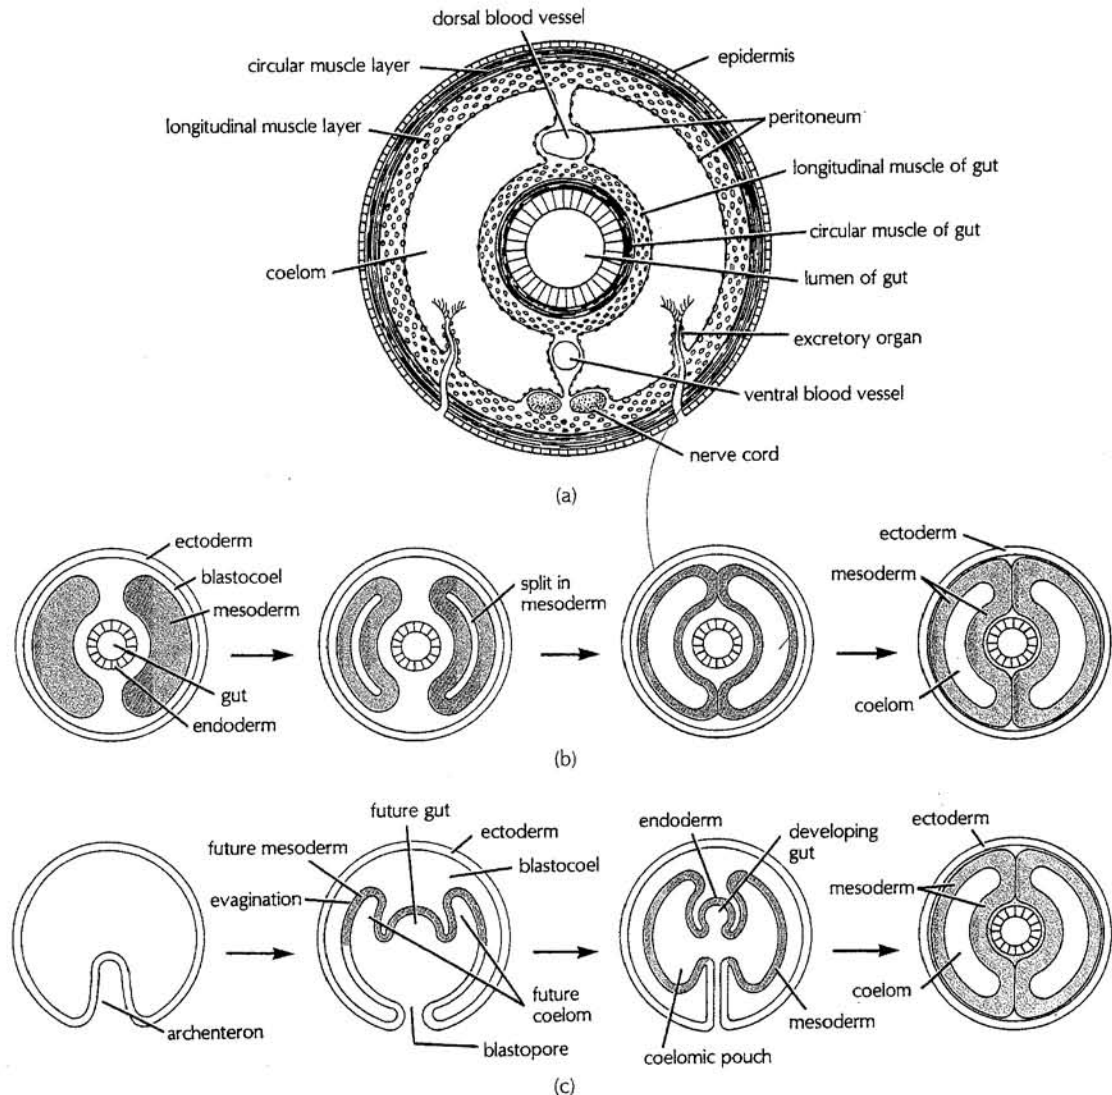 dorsal blood vessel
circular muscle layer
epidermis
longitudinal muscle layer
peritoneum
longitudinal muscle of gut
circular muscle of gut
coelom
lumen of gut
excretory organ
ventral blood vessel
nerve cord
(a)
ectoderm
blastocoel
mesoderm
gut
endoderm
split in
mesoderm
ectoderm
mesoderm
coelom
(b)
future gut
future mesoderm
evagination
ectoderm
blastocoel
archenteron
future
coelom
blastopore
endoderm
developing
gut
mesoderm
coelomic pouch
ectoderm
mesoderm
coelom
(c)